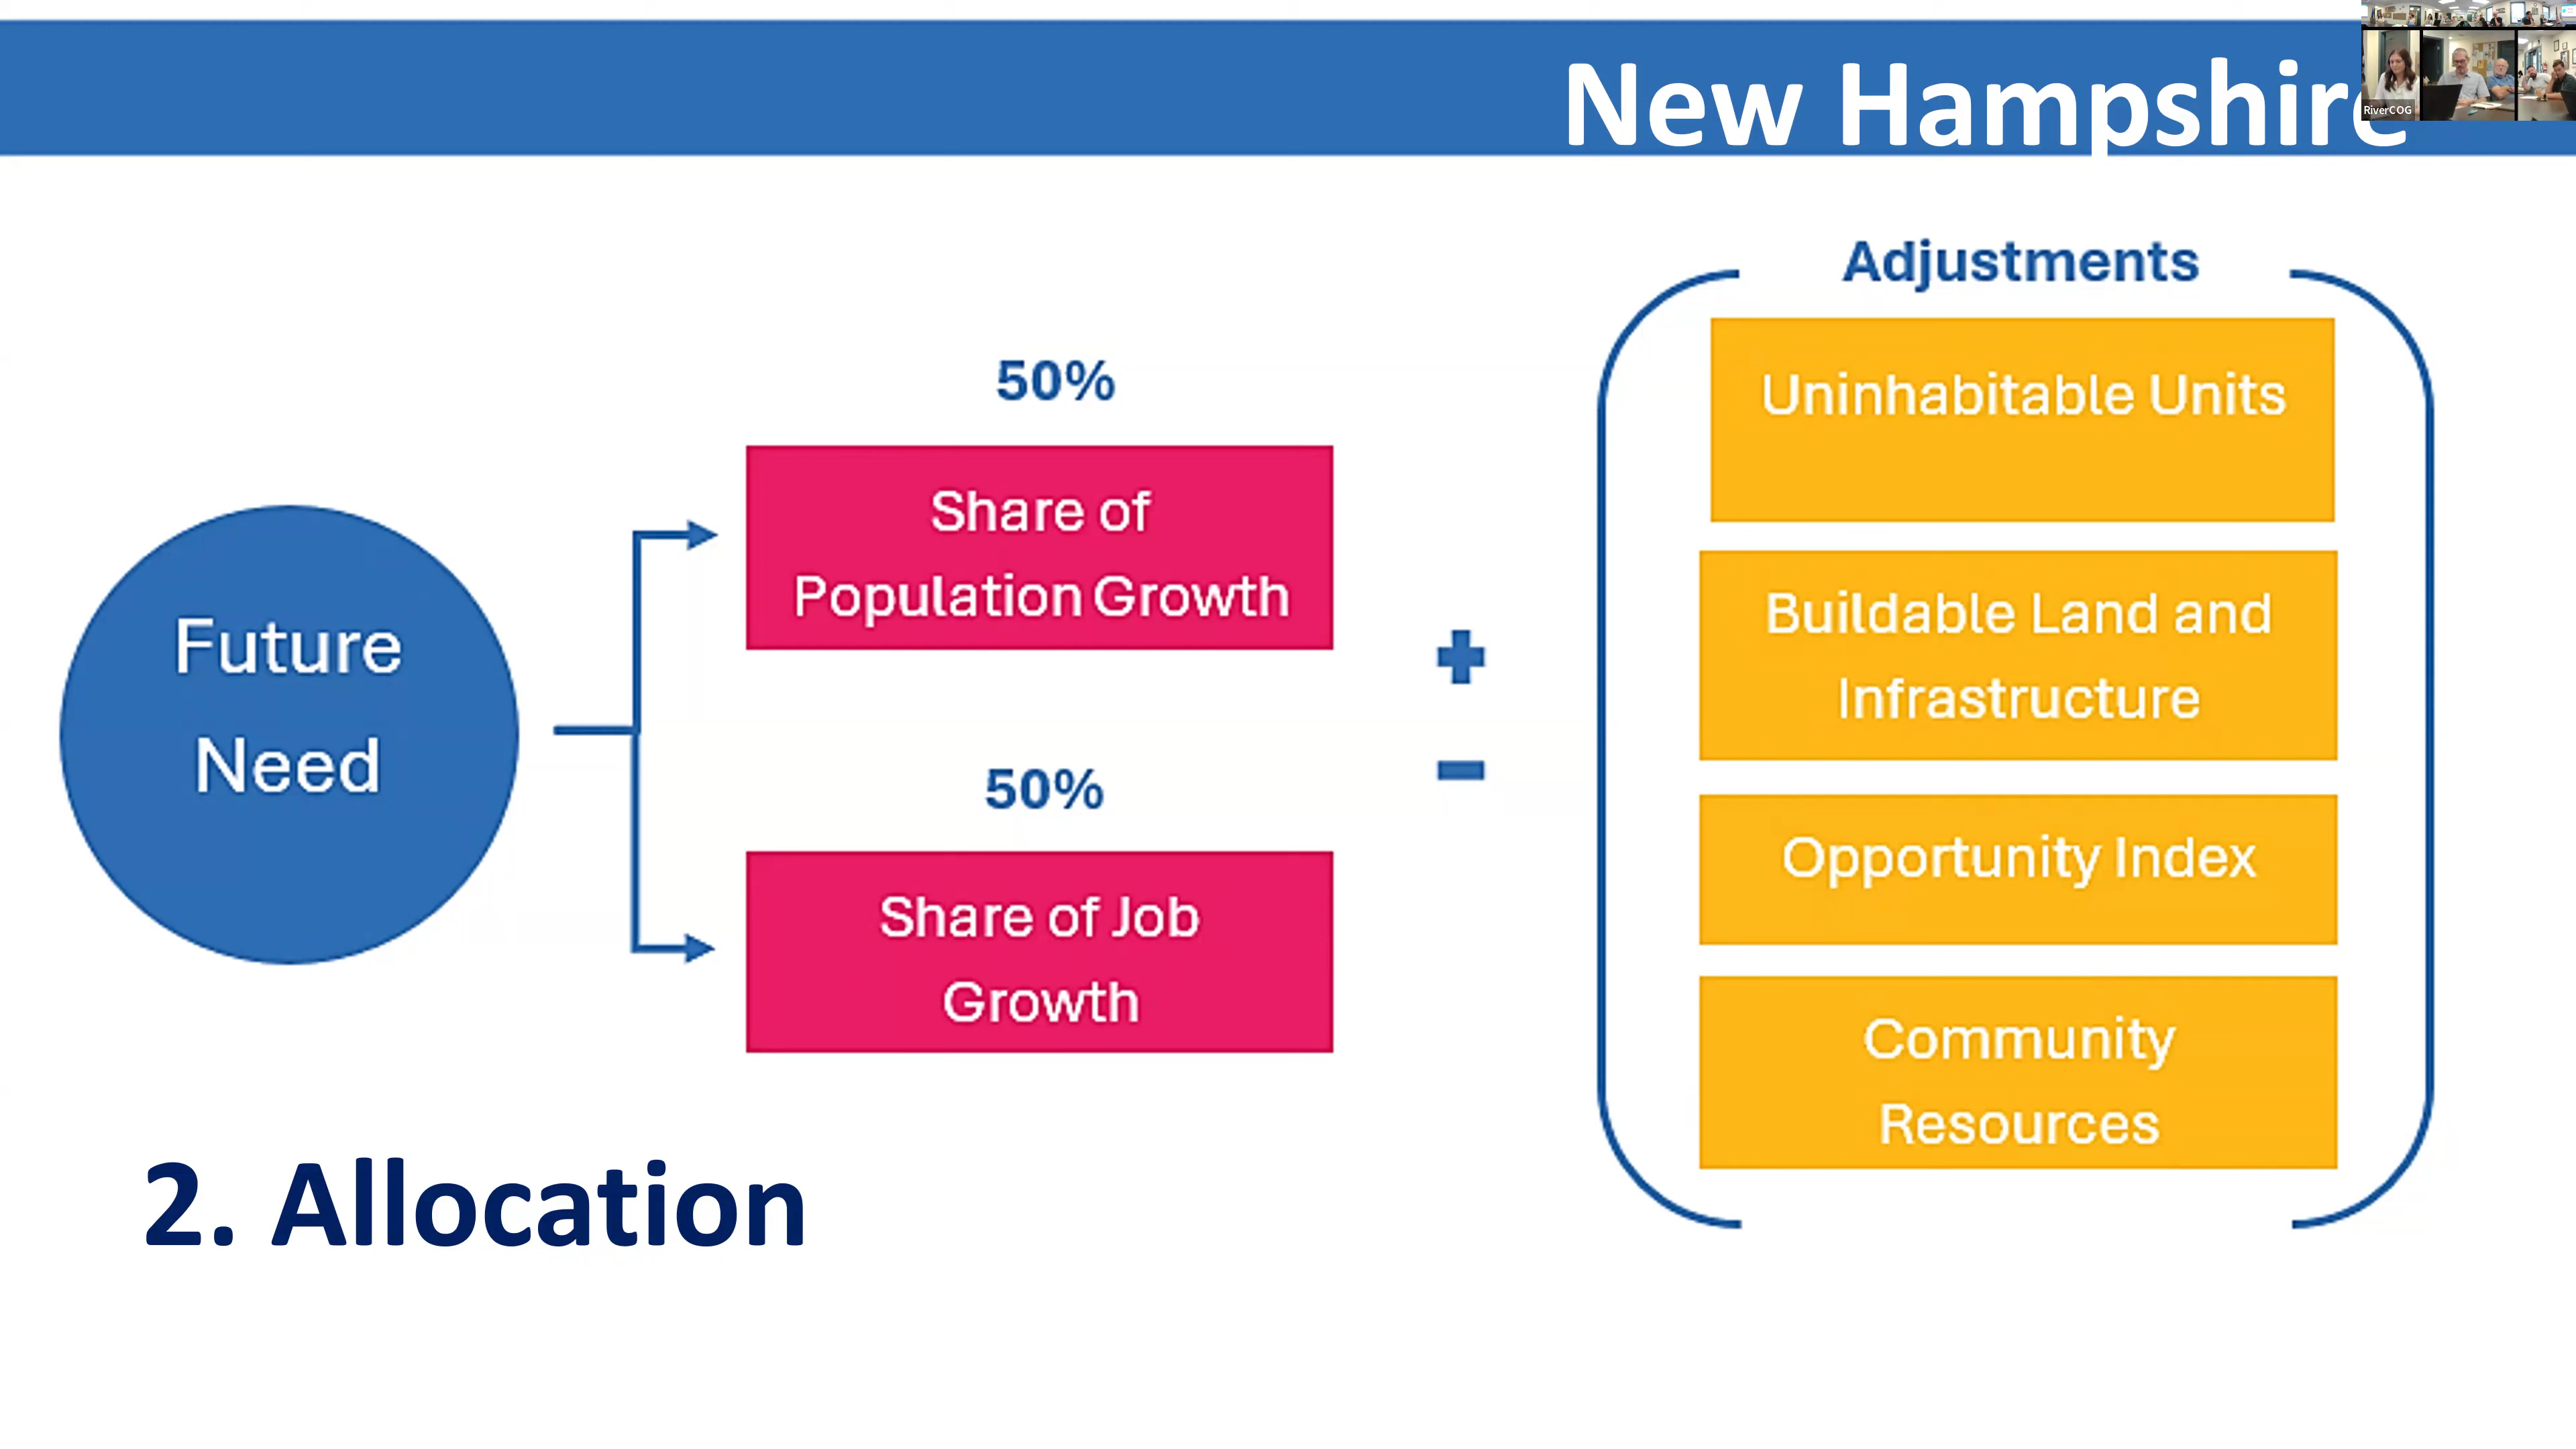 New Hampshire
RiverCOG
Adjustments
50%
Share of
Population Growth
Future
Need
50%
Share of Job
Growth
+
-
Uninhabitable Units
Buildable Land and
Infrastructure
Opportunity Index
Community
Resources
2. Allocation